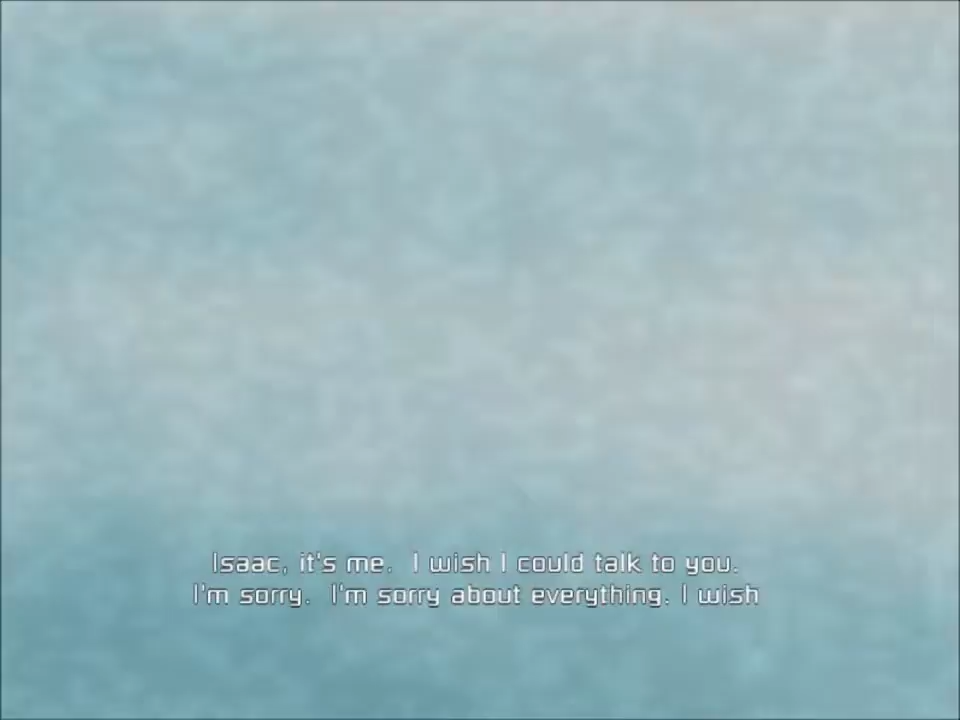 Isaac, it's me.  I wish I could talk to you.
I'm sorry.  I'm sorry about everything. I wish